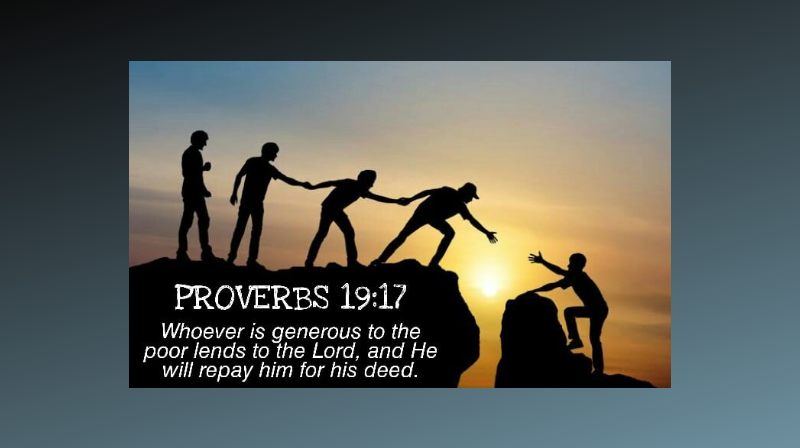 PROVERBS 19:17
Whoever is generous to the
poor lends to the Lord, and He
will repay him for his deed.